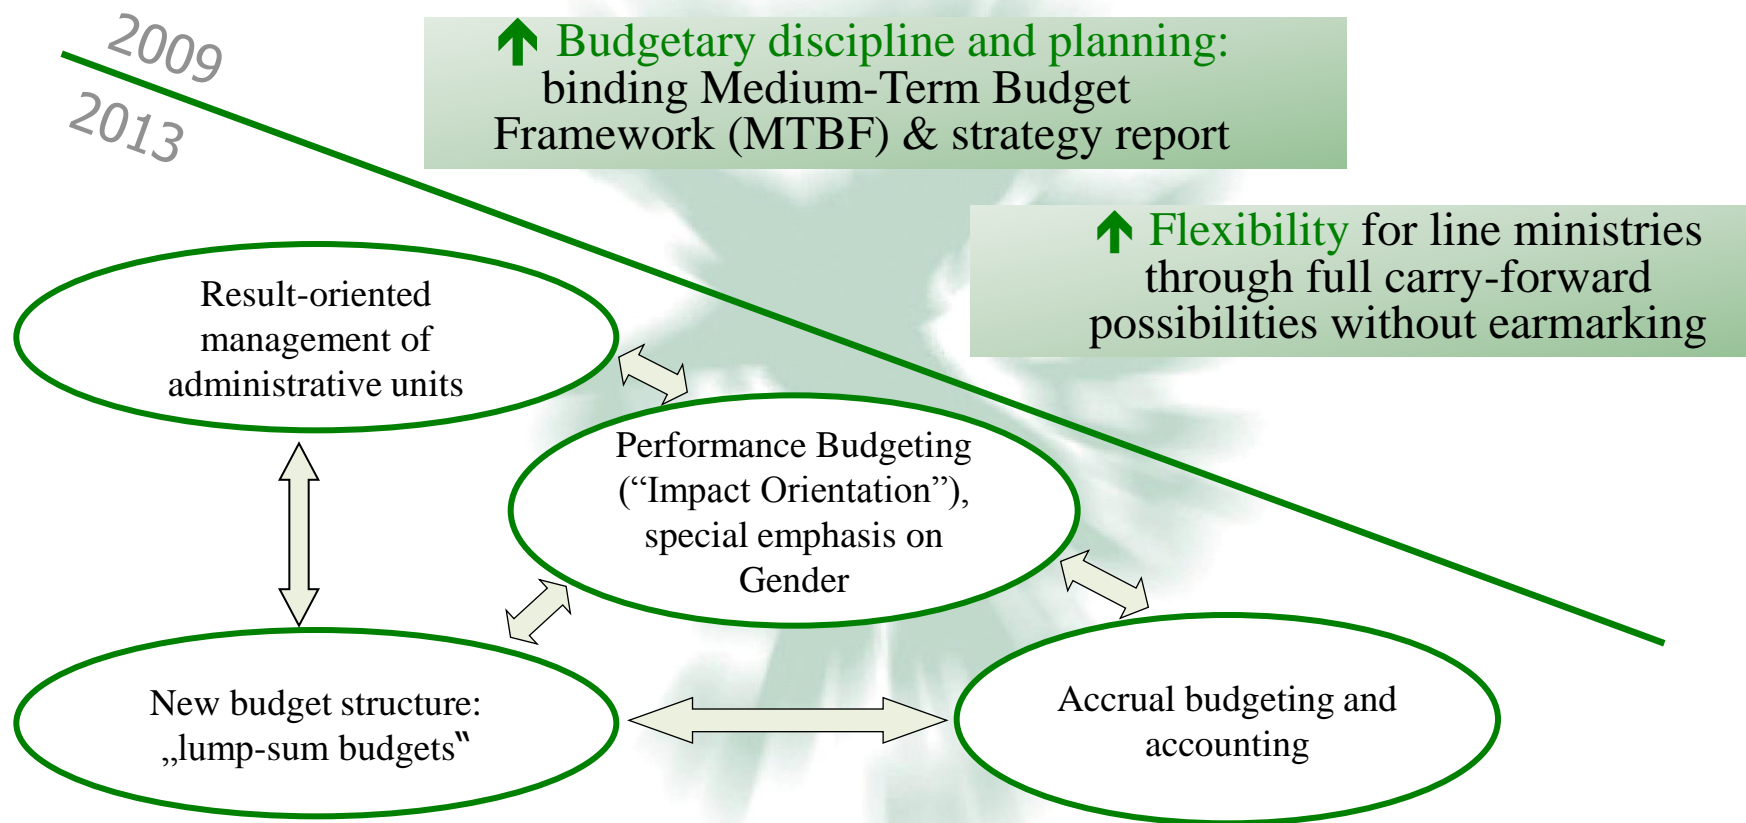 2009
2013
↑ Budgetary discipline and planning:
binding Medium-Term Budget
Framework (MTBF) & strategy report
↑ Flexibility for line ministries
through full carry-forward
possibilities without earmarking
Result-oriented
management of
administrative units
Performance Budgeting
(“Impact Orientation”),
special emphasis on
Gender
New budget structure:
„lump-sum budgets‟
Accrual budgeting and
accounting